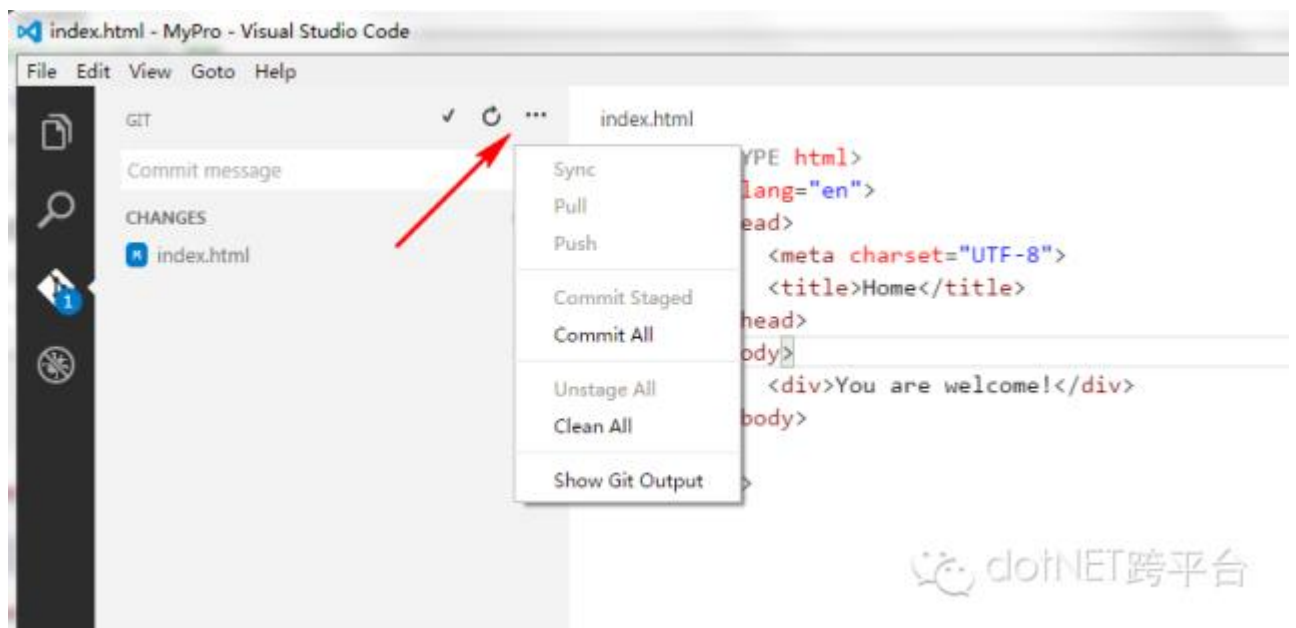 index.html - MyPro - Visual Studio Code
File Edit View Goto Help
GIT
Commit message
CHANGES
M index.html
1
Sync
Pull
Push
Commit Staged
Commit All
Unstage All
Clean All
Show Git Output
index.html
YPE html>
lang="en">
ead>
<meta charset="UTF-8">
<title>Home</title>
head>
ody>
<div>You are welcome!</div>
body>
>
dotNET跨平台